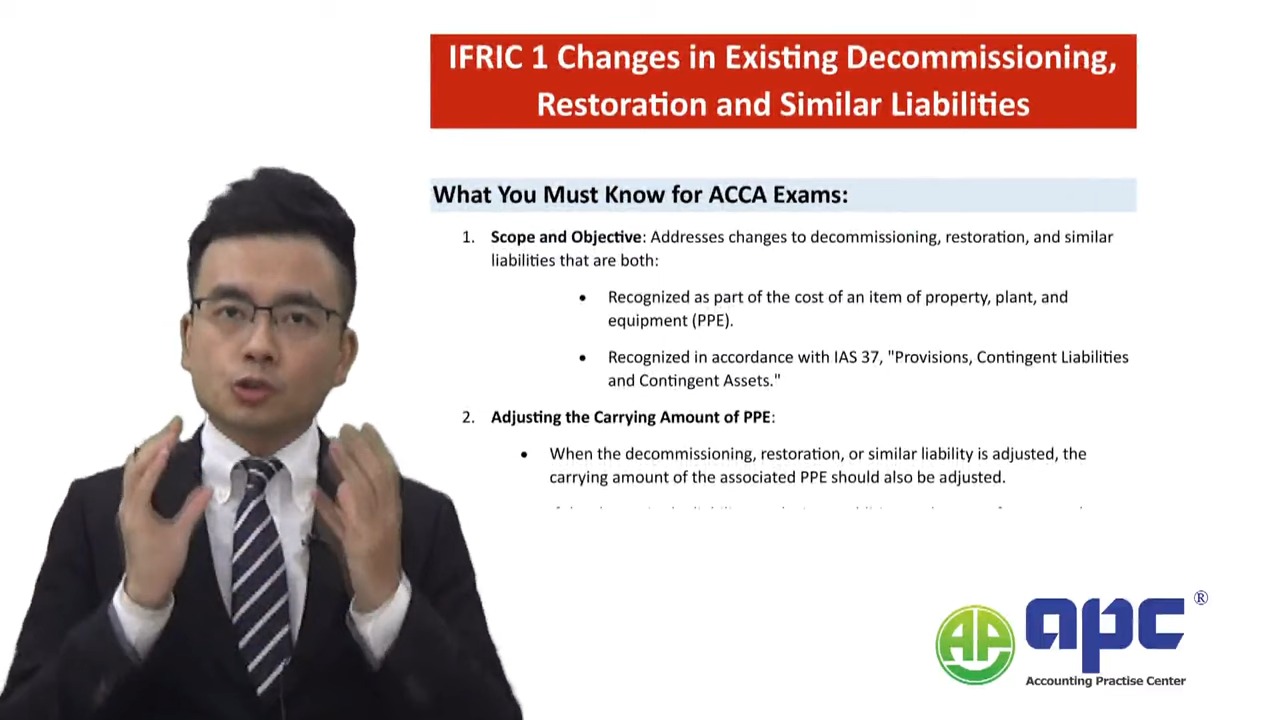 IFRIC 1 Changes in Existing Decommissioning,
Restoration and Similar Liabilities
What You Must Know for ACCA Exams:
1. Scope and Objective: Addresses changes to decommissioning, restoration, and similar
liabilities that are both:
• Recognized as part of the cost of an item of property, plant, and
equipment (PPE).
• Recognized in accordance with IAS 37, "Provisions, Contingent Liabilities
and Contingent Assets."
2. Adjusting the Carrying Amount of PPE:
• When the decommissioning, restoration, or similar liability is adjusted, the
carrying amount of the associated PPE should also be adjusted.
AP apc ®
Accounting Practise Center